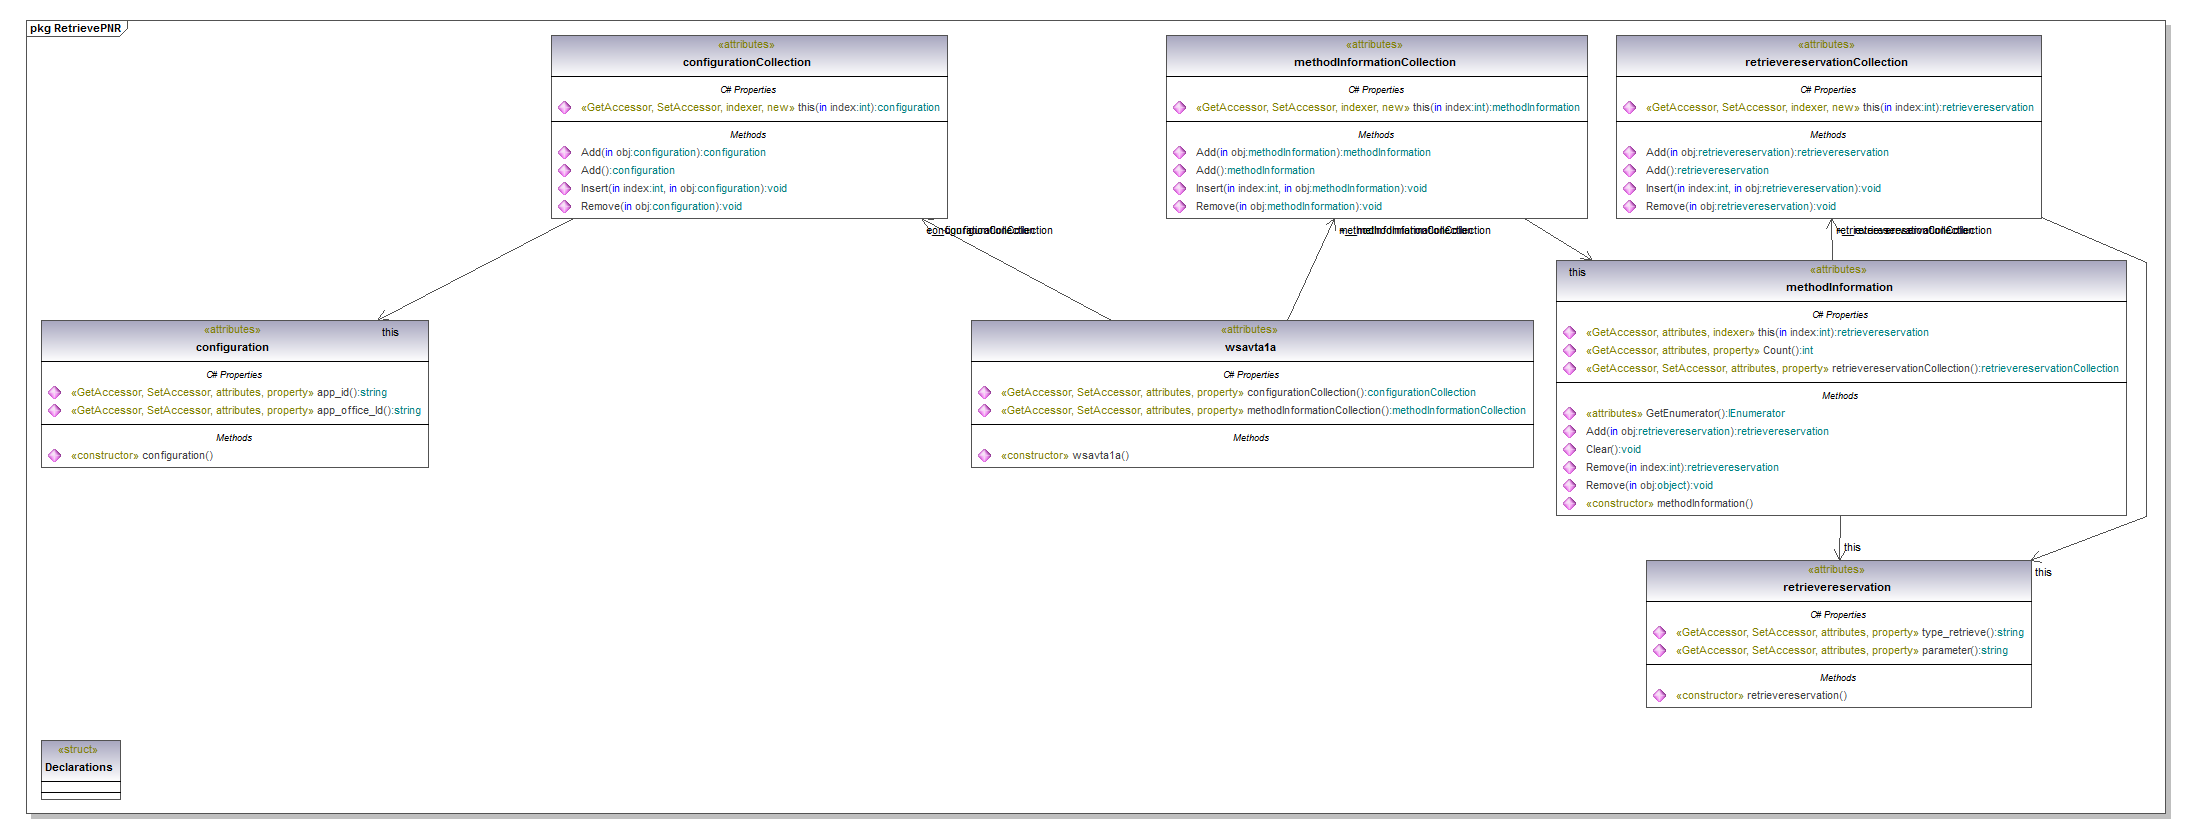 pkg RetrievePNR
«attributes»
configurationCollection
C# Properties
«GetAccessor, SetAccessor, indexer, new» this(in index:int):configuration
Methods
Add(in obj:configuration):configuration
Add():configuration
Insert(in index:int, in obj:configuration):void
Remove(in obj:configuration):void
«attributes»
methodInformationCollection
C# Properties
«GetAccessor, SetAccessor, indexer, new» this(in index:int):methodInformation
Methods
Add(in obj:methodInformation):methodInformation
Add():methodInformation
Insert(in index:int, in obj:methodInformation):void
Remove(in obj:methodInformation):void
«attributes»
retrievereservationCollection
C# Properties
«GetAccessor, SetAccessor, indexer, new» this(in index:int):retrievereservation
Methods
Add(in obj:retrievereservation):retrievereservation
Add():retrievereservation
Insert(in index:int, in obj:retrievereservation):void
Remove(in obj:retrievereservation):void
this
«attributes»
configuration
C# Properties
«GetAccessor, SetAccessor, attributes, property» app_id():string
«GetAccessor, SetAccessor, attributes, property» app_office_Id():string
Methods
«constructor» configuration()
«attributes»
wsavta1a
C# Properties
«GetAccessor, SetAccessor, attributes, property» configurationCollection():configurationCollection
«GetAccessor, SetAccessor, attributes, property» methodInformationCollection():methodInformationCollection
Methods
«constructor» wsavta1a()
this
«attributes»
methodInformation
C# Properties
«GetAccessor, attributes, indexer» this(in index:int):retrievereservation
«GetAccessor, attributes, property» Count():int
«GetAccessor, SetAccessor, attributes, property» retrievereservationCollection():retrievereservationCollection
Methods
«attributes» GetEnumerator():IEnumerator
Add(in obj:retrievereservation):retrievereservation
Clear():void
Remove(in index:int):retrievereservation
Remove(in obj:object):void
«constructor» methodInformation()
this
this
«attributes»
retrievereservation
C# Properties
«GetAccessor, SetAccessor, attributes, property» type_retrieve():string
«GetAccessor, SetAccessor, attributes, property» parameter():string
Methods
«constructor» retrievereservation()
«struct»
Declarations